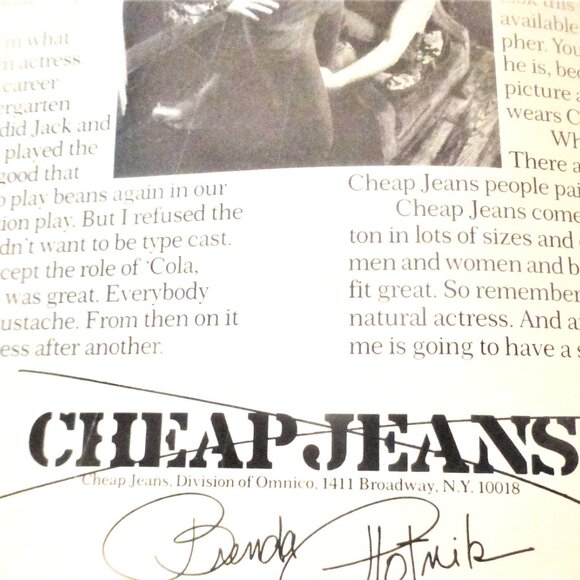 m what
n actress
career
ergarten
did Jack and
played the
good that
o play beans again in our
ion play. But I refused the
dn't want to be type cast.
cept the role of 'Cola,
was great. Everybody
ustache. From then on it
ess after another.
available
pher. You
he is, bec
picture a
wears C
Wh
There a
Cheap Jeans people pai
Cheap Jeans come
ton in lots of sizes and
men and women and b
fit great. So remember
natural actress. And a
me is going to have a s
CHEAP JEANS
Cheap Jeans, Division of Omnico, 1411 Broadway, N.Y. 10018
Brenda Plotnik